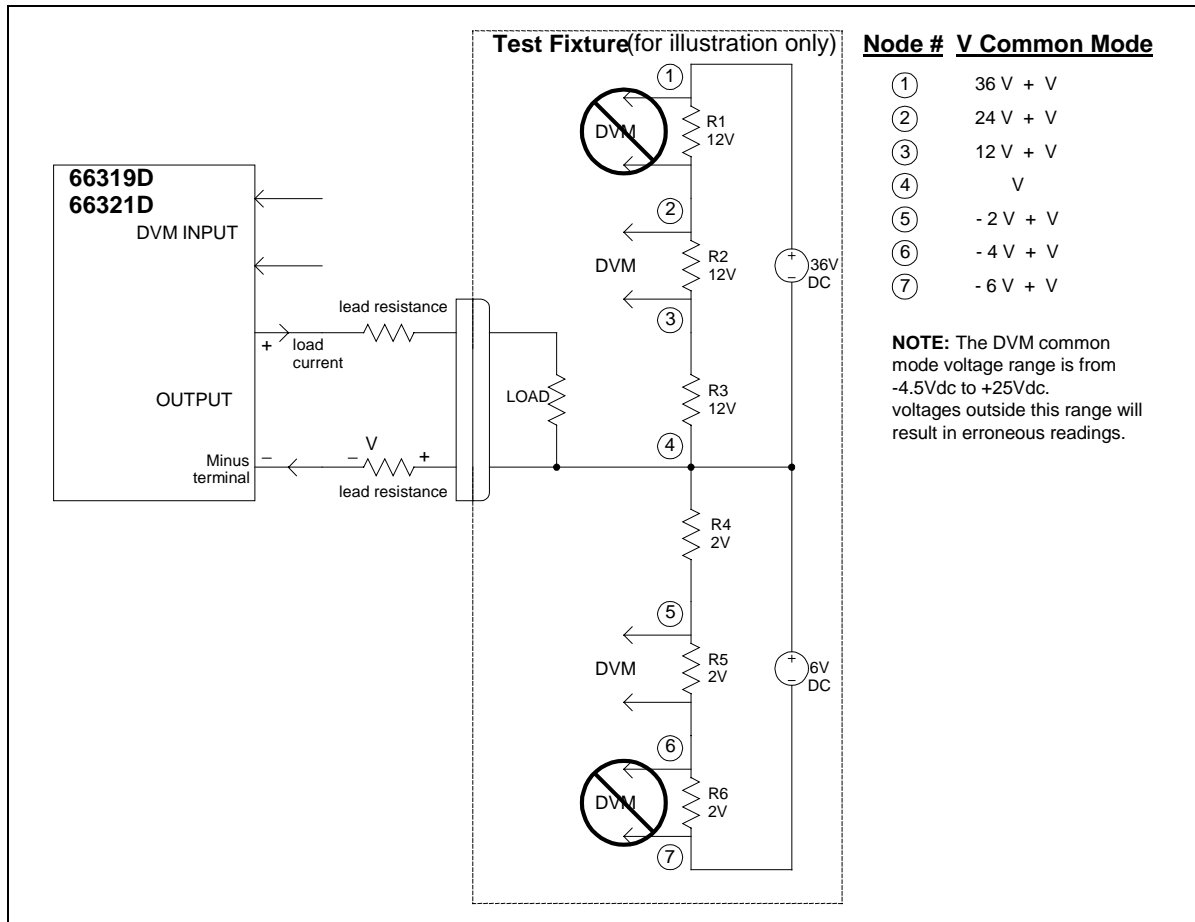 Test Fixture(for illustration only)
Node # V Common Mode
1 36 V + V
2 24 V + V
3 12 V + V
4 V
5 - 2 V + V
6 - 4 V + V
7 - 6 V + V
NOTE: The DVM common
mode voltage range is from
-4.5Vdc to +25Vdc.
voltages outside this range will
result in erroneous readings.
66319D
66321D
DVM INPUT
OUTPUT
Minus
terminal
+
load
current
lead resistance
−
V
−
+
lead resistance
LOAD
1
DVM
R1
12V
2
DVM
R2
12V
3
R3
12V
4
+
−
36V
DC
R4
2V
5
DVM
R5
2V
6
DVM
R6
2V
7
+
−
6V
DC